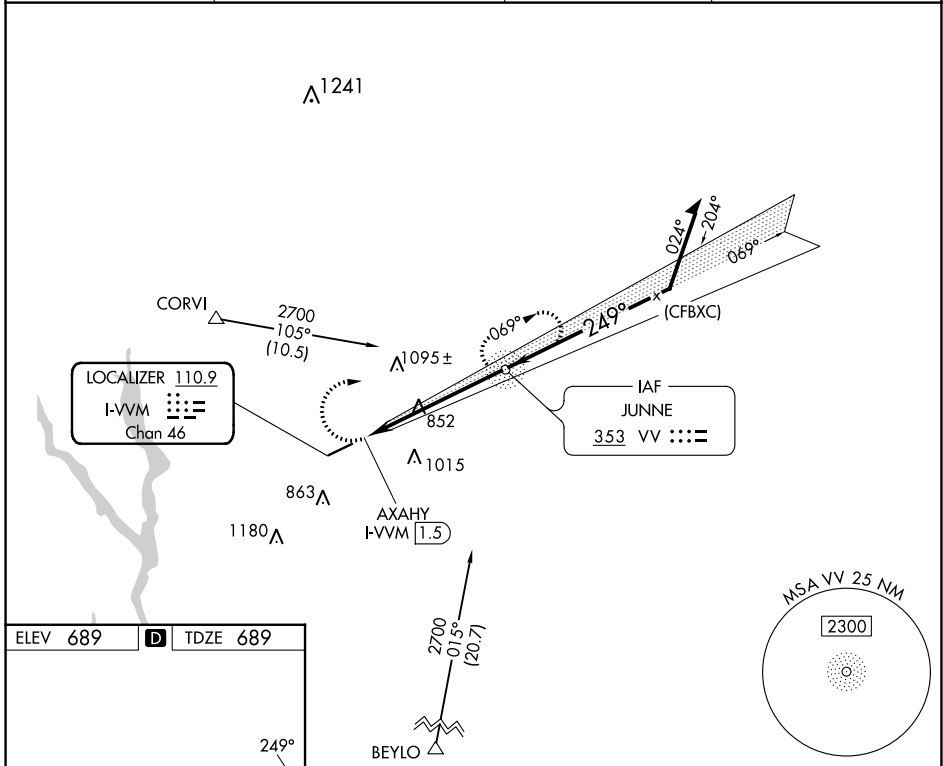 1241
024°
204°
069°
(CFBXC)
249°
069°
CORVI
2700
105°
(10.5)
1095±
LOCALIZER 110.9
I-VVM
Chan 46
852
IAF
JUNNE
353 VV
1015
863
1180
AXAHY
I-VVM 1.5
MSA VV 25 NM
2300
2700
015°
(20.7)
BEYLO
ELEV 689 D TDZE 689
249°